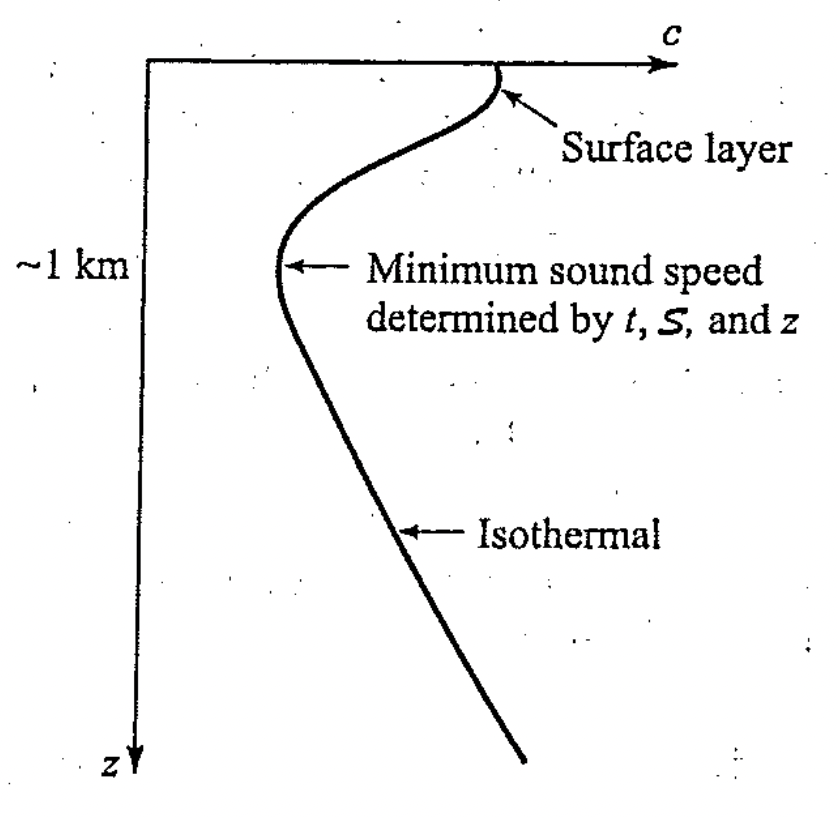 c
Surface layer
~1 km
Minimum sound speed
determined by t, S, and z
Isothermal
z